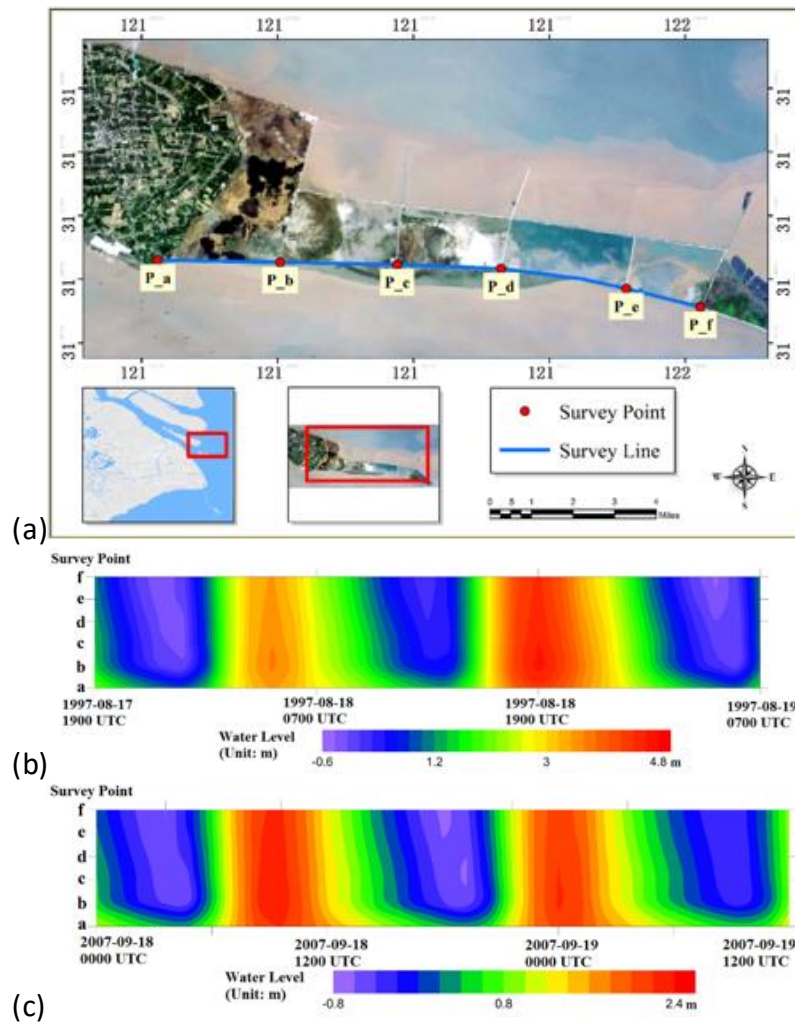 121 121 121 121 122
31 31
31 31
31 31
31 31
31 31
P_a P_b P_c P_d P_e P_f
121 121 121 121 122
Survey Point
Survey Line
N
W E
S
0 .5 1 2 3 4
Miles
(a)
Survey Point
f
e
d
c
b
a
1997-08-17 1997-08-18 1997-08-18 1997-08-19
1900 UTC 0700 UTC 1900 UTC 0700 UTC
Water Level
(Unit: m)
-0.6 1.2 3 4.8 m
(b)
Survey Point
f
e
d
c
b
a
2007-09-18 2007-09-18 2007-09-19 2007-09-19
0000 UTC 1200 UTC 0000 UTC 1200 UTC
Water Level
(Unit: m)
-0.8 0.8 2.4 m
(c)